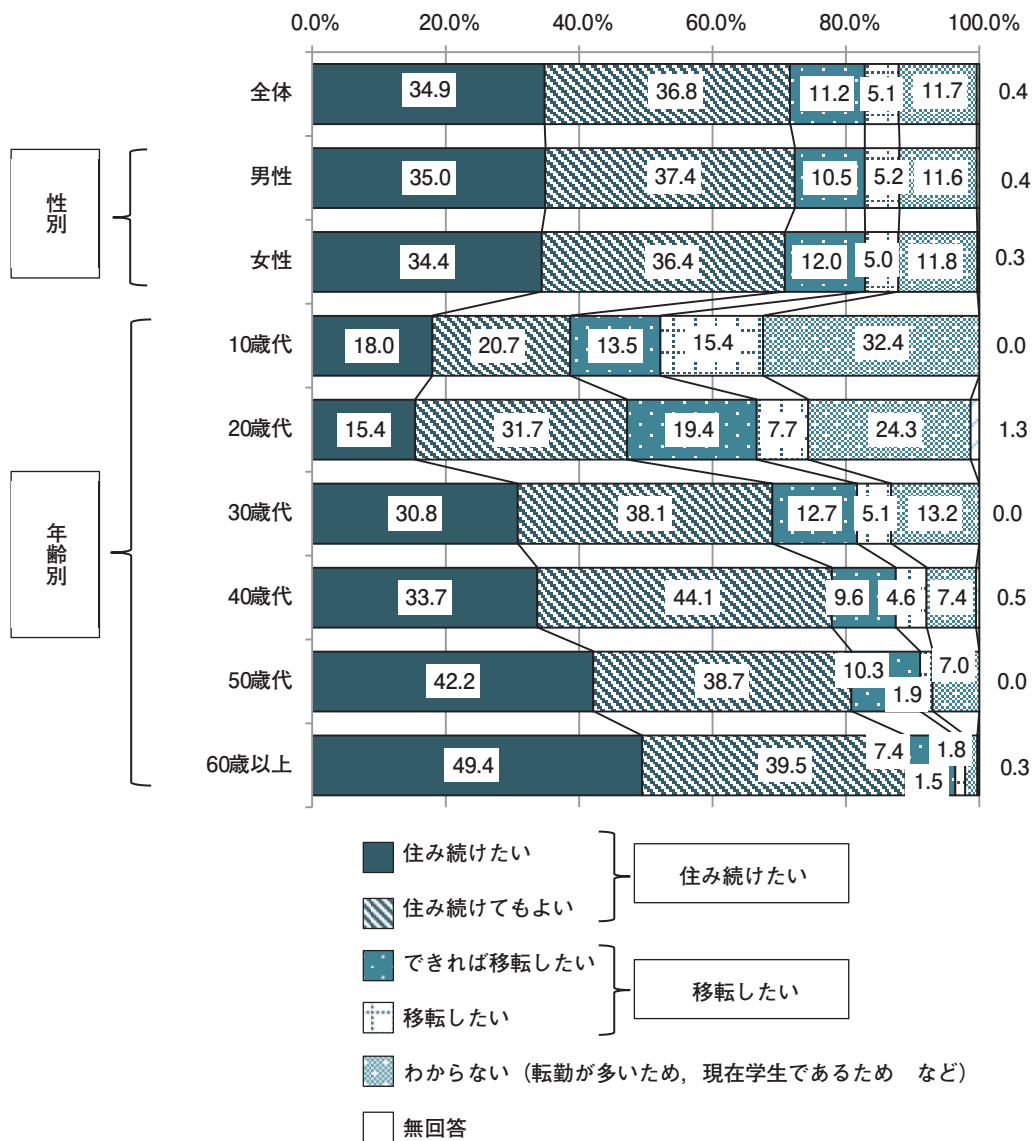 0.0% 20.0% 40.0% 60.0% 80.0% 100.0%
全体 34.9 36.8 11.2 5.1 11.7 0.4
性別
男性 35.0 37.4 10.5 5.2 11.6 0.4
女性 34.4 36.4 12.0 5.0 11.8 0.3
年齢別
10歳代 18.0 20.7 13.5 15.4 32.4 0.0
20歳代 15.4 31.7 19.4 7.7 24.3 1.3
30歳代 30.8 38.1 12.7 5.1 13.2 0.0
40歳代 33.7 44.1 9.6 4.6 7.4 0.5
50歳代 42.2 38.7 10.3 1.9 7.0 0.0
60歳以上 49.4 39.5 7.4 1.5 1.8 0.3
住み続けたい
住み続けてもよい
住み続けたい
できれば移転したい
移転したい
移転したい
わからない（転勤が多いため，現在学生であるため　など）
無回答